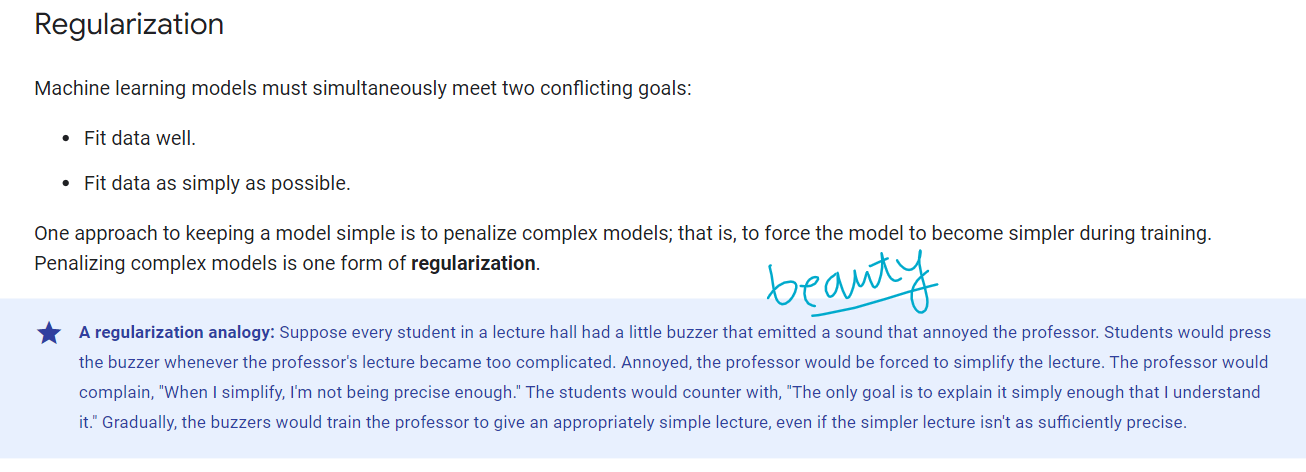 Regularization
Machine learning models must simultaneously meet two conflicting goals:
• Fit data well.
• Fit data as simply as possible.
One approach to keeping a model simple is to penalize complex models; that is, to force the model to become simpler during training.
Penalizing complex models is one form of regularization.
beauty
A regularization analogy: Suppose every student in a lecture hall had a little buzzer that emitted a sound that annoyed the professor. Students would press
the buzzer whenever the professor's lecture became too complicated. Annoyed, the professor would be forced to simplify the lecture. The professor would
complain, "When I simplify, I'm not being precise enough." The students would counter with, "The only goal is to explain it simply enough that I understand
it." Gradually, the buzzers would train the professor to give an appropriately simple lecture, even if the simpler lecture isn't as sufficiently precise.